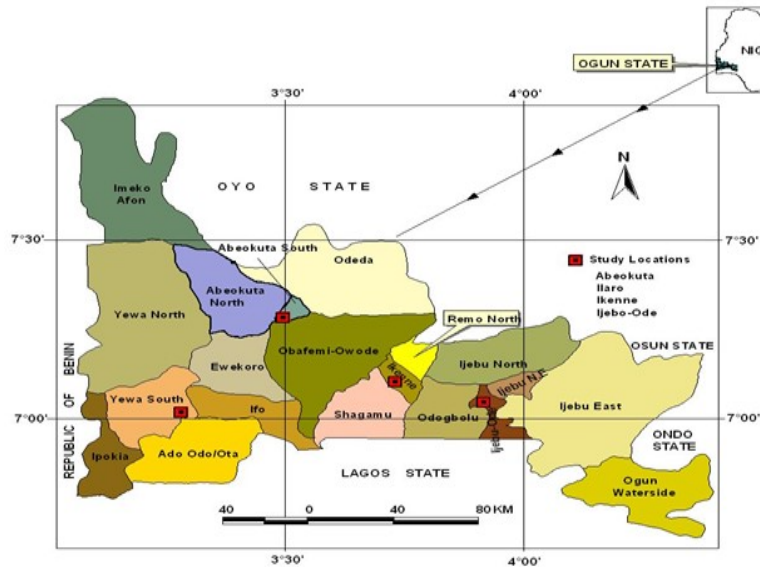 NIG
OGUN STATE
3°30'
4°00'
N
Imeko
Afon
OYO STATE
7°30'
7°30'
Abeokuta South
Odeda
Study Locations
Abeokuta
Ilaro
Ikenne
Ijebo-Ode
Abeokuta
North
Yewa North
Remo North
Obafemi-Owode
Ewekoro
Ikenne
Ijebu North
OSUN STATE
Ijebu N.E
Yewa South
Ifo
Shagamu
Odogbolu
Ijebu-Ode
Ijebu East
7°00'
7°00'
REPUBLIC OF BENIN
Ipokia
Ado Odo/Ota
LAGOS STATE
ONDO
STATE
Ogun
Waterside
40 0 40 80 KM
3°30'
4°00'